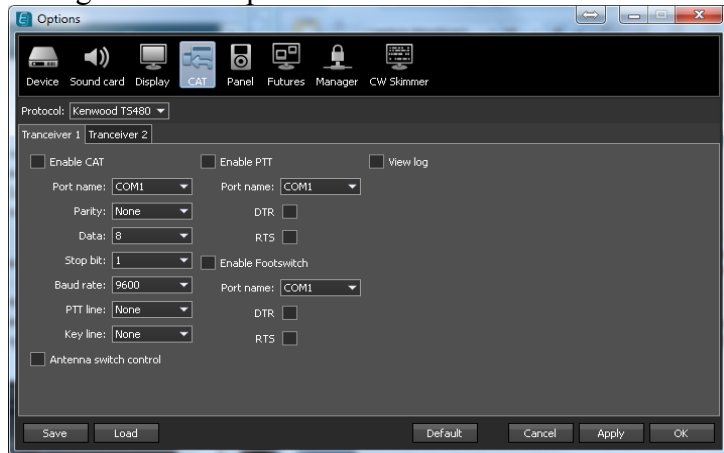 Options
Device Sound card Display CAT Panel Futures Manager CW Skimmer
Protocol: Kenwood TS480
Tranceiver 1 Tranceiver 2
Enable CAT Enable PTT View log
Port name: COM1 Port name: COM1
Parity: None DTR
Data: 8 RTS
Stop bit: 1 Enable Footswitch
Baud rate: 9600 Port name: COM1
PTT line: None DTR
Key line: None RTS
Antenna switch control
Save Load Default Cancel Apply OK